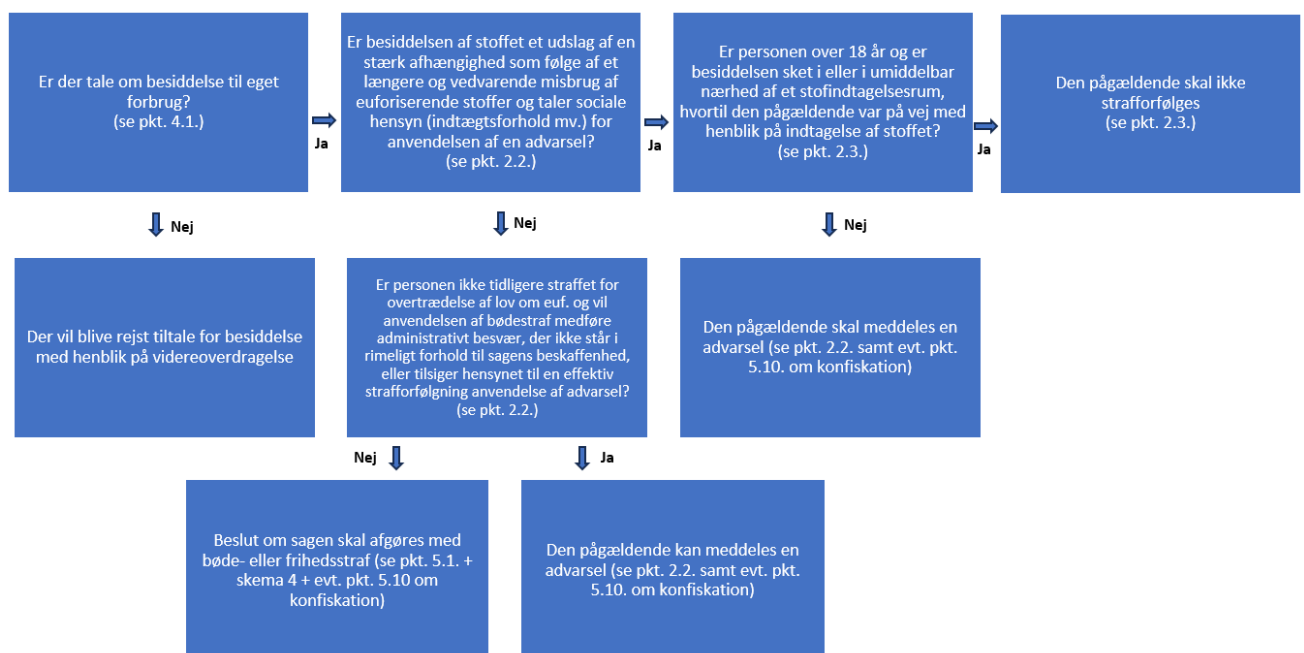 Er der tale om besiddelse til eget
forbrug?
(se pkt. 4.1.)
Ja
Er besiddelsen af stoffet et udslag af en
stærk afhængighed som følge af et
længere og vedvarende misbrug af
euforiserende stoffer og taler sociale
hensyn (indtægtsforhold mv.) for
anvendelsen af en advarsel?
(se pkt. 2.2.)
Ja
Er personen over 18 år og er
besiddelsen sket i eller i umiddelbar
nærhed af et stofindtagelsesrum,
hvortil den pågældende var på vej med
henblik på indtagelse af stoffet?
(se pkt. 2.3.)
Ja
Den pågældende skal ikke
strafforfølges
(se pkt. 2.3.)
Nej
Nej
Nej
Der vil blive rejst tiltale for besiddelse
med henblik på videreoverdragelse
Er personen ikke tidligere straffet for
overtrædelse af lov om euf. og vil
anvendelsen af bødestraf medføre
administrativt besvær, der ikke står i
rimeligt forhold til sagens beskaffenhed,
eller tilsiger hensynet til en effektiv
strafforfølgning anvendelse af advarsel?
(se pkt. 2.2.)
Den pågældende skal meddeles en
advarsel (se pkt. 2.2. samt evt. pkt.
5.10. om konfiskation)
Nej
Ja
Beslut om sagen skal afgøres med
bøde- eller frihedsstraf (se pkt. 5.1. +
skema 4 + evt. pkt. 5.10 om
konfiskation)
Den pågældende kan meddeles en
advarsel (se pkt. 2.2. samt evt. pkt.
5.10. om konfiskation)